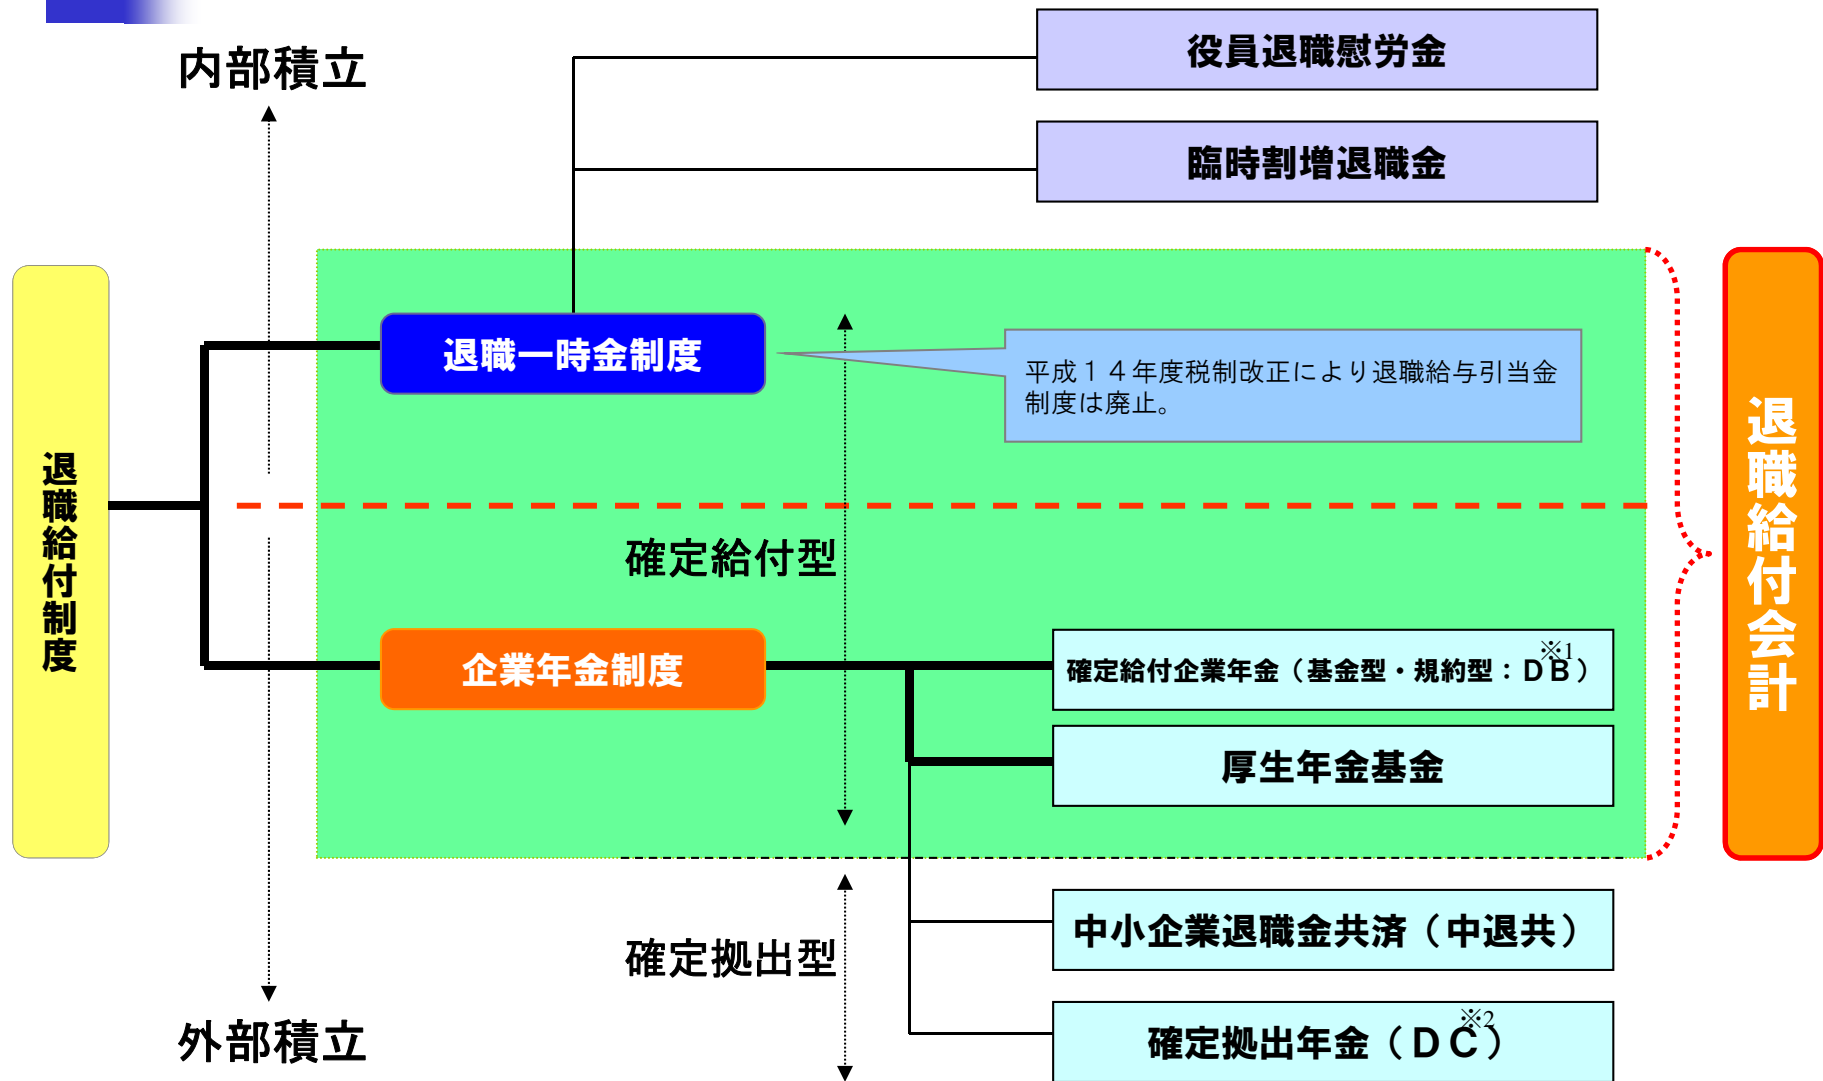 内部積立
役員退職慰労金
臨時割増退職金
退職給付制度
退職一時金制度
平成１４年度税制改正により退職給与引当金
制度は廃止。
確定給付型
企業年金制度
確定給付企業年金（基金型・規約型：ＤＢ）※1
厚生年金基金
退職給付会計
確定拠出型
中小企業退職金共済（中退共）
確定拠出年金（ＤＣ）※2
外部積立